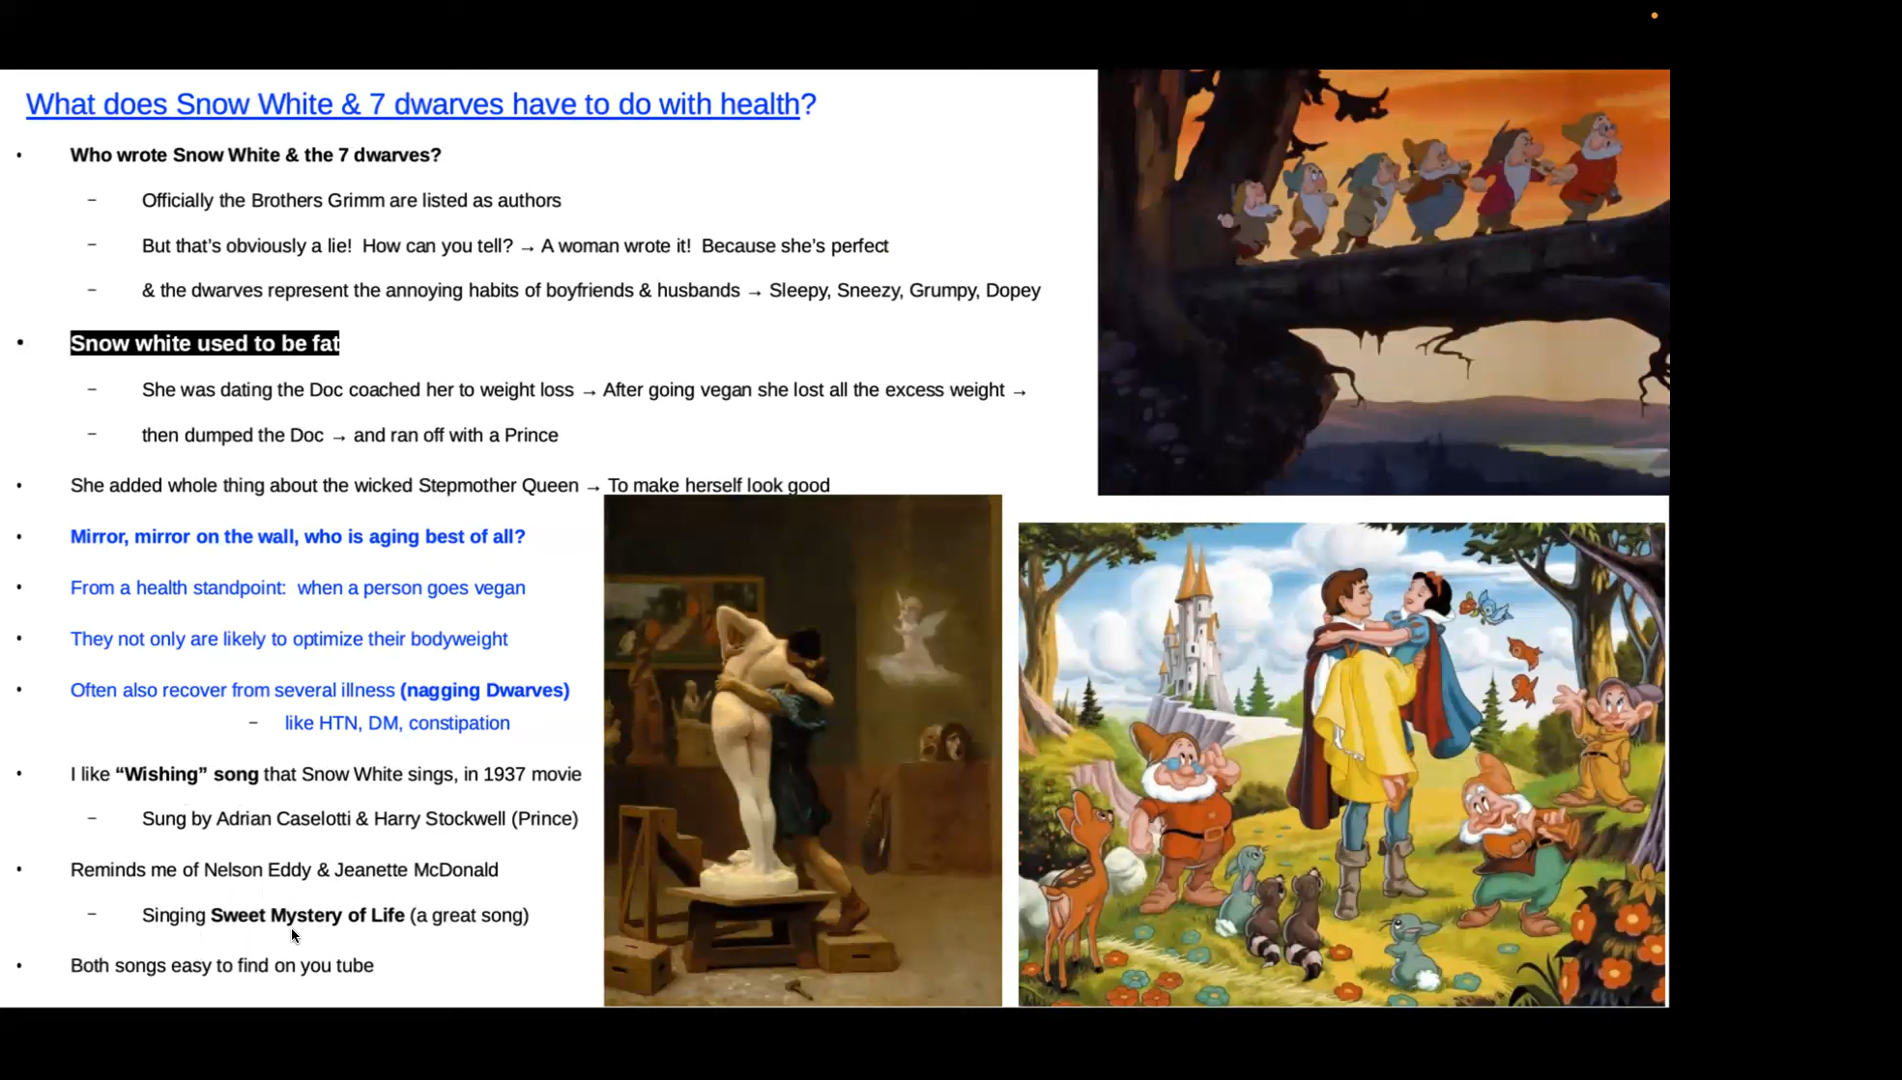 What does Snow White & 7 dwarves have to do with health?
• Who wrote Snow White & the 7 dwarves?
– Officially the Brothers Grimm are listed as authors
– But that’s obviously a lie!  How can you tell? → A woman wrote it!  Because she’s perfect
– & the dwarves represent the annoying habits of boyfriends & husbands → Sleepy, Sneezy, Grumpy, Dopey
• Snow white used to be fat
– She was dating the Doc coached her to weight loss → After going vegan she lost all the excess weight →
– then dumped the Doc → and ran off with a Prince
• She added whole thing about the wicked Stepmother Queen → To make herself look good
• Mirror, mirror on the wall, who is aging best of all?
• From a health standpoint:  when a person goes vegan
• They not only are likely to optimize their bodyweight
• Often also recover from several illness (nagging Dwarves)
– like HTN, DM, constipation
• I like “Wishing” song that Snow White sings, in 1937 movie
– Sung by Adrian Caselotti & Harry Stockwell (Prince)
• Reminds me of Nelson Eddy & Jeanette McDonald
– Singing Sweet Mystery of Life (a great song)
• Both songs easy to find on you tube